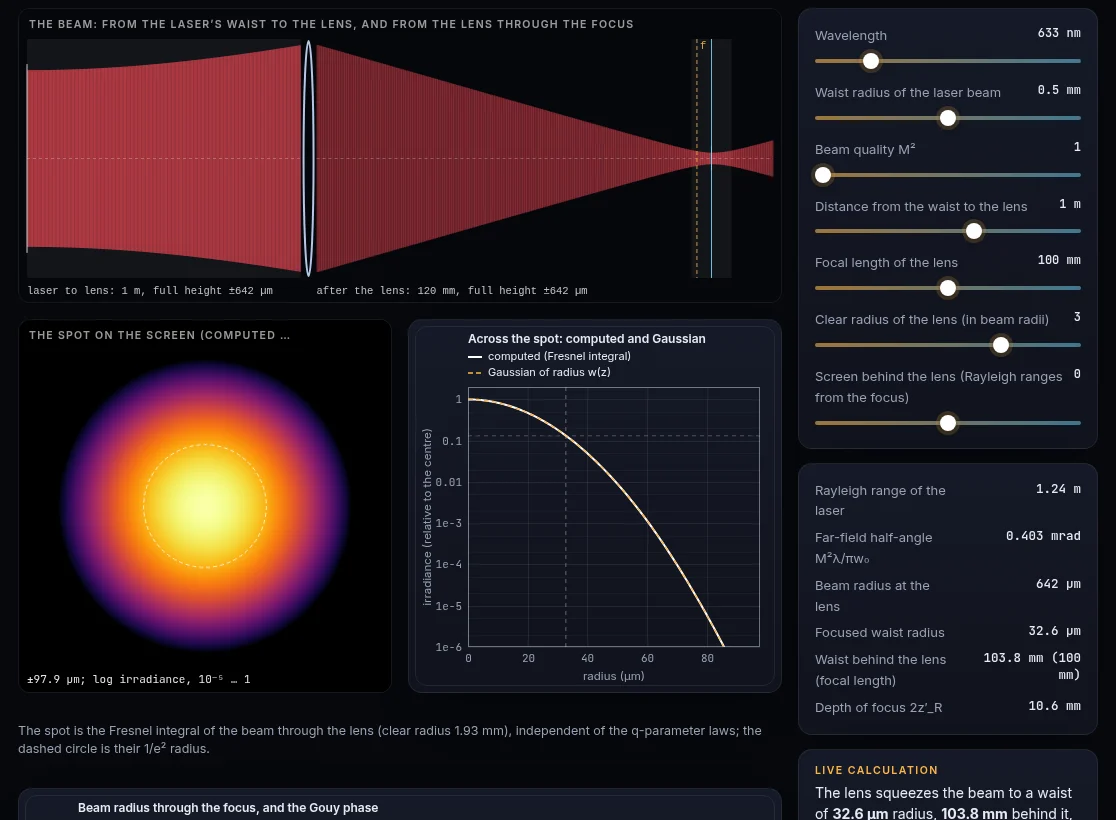 THE BEAM: FROM THE LASER'S WAIST TO THE LENS, AND FROM THE LENS THROUGH THE FOCUS
f
laser to lens: 1 m, full height ±642 µm
after the lens: 120 mm, full height ±642 µm
THE SPOT ON THE SCREEN (COMPUTED …
±97.9 µm; log irradiance, 10⁻⁵ … 1
Across the spot: computed and Gaussian
computed (Fresnel integral)
Gaussian of radius w(z)
irradiance (relative to the centre)
1
0.1
0.01
1e-3
1e-4
1e-5
1e-6
0 20 40 60 80
radius (µm)
The spot is the Fresnel integral of the beam through the lens (clear radius 1.93 mm), independent of the q-parameter laws; the
dashed circle is their 1/e² radius.
Beam radius through the focus, and the Gouy phase
Wavelength 633 nm
Waist radius of the laser beam 0.5 mm
Beam quality M² 1
Distance from the waist to the lens 1 m
Focal length of the lens 100 mm
Clear radius of the lens (in beam radii) 3
Screen behind the lens (Rayleigh ranges 0
from the focus)
Rayleigh range of the 1.24 m
laser
Far-field half-angle 0.403 mrad
M²λ/πw₀
Beam radius at the 642 µm
lens
Focused waist radius 32.6 µm
Waist behind the lens 103.8 mm (100
(focal length) mm)
Depth of focus 2z′_R 10.6 mm
LIVE CALCULATION
The lens squeezes the beam to a waist
of 32.6 µm radius, 103.8 mm behind it,